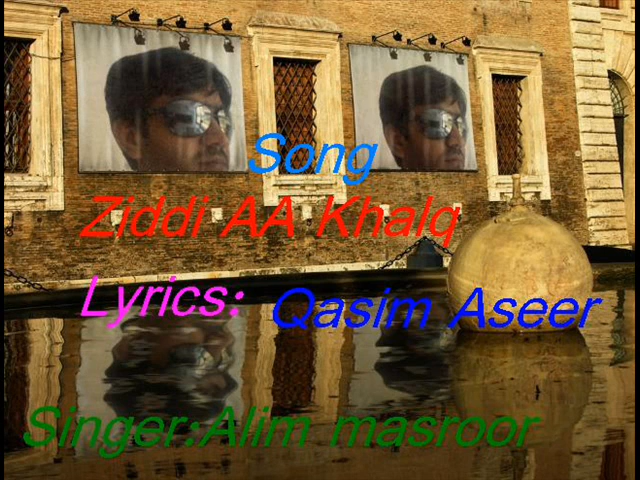 Song
Ziddi AA Khalq
Lyrics: Qasim Aseer
Singer:Alim masroor